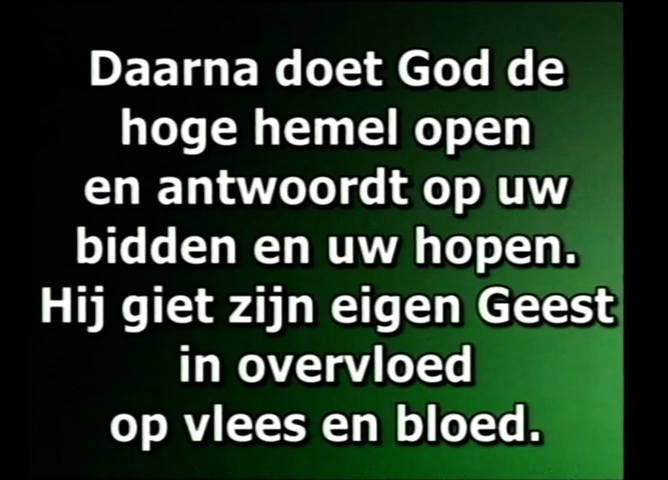 Daarna doet God de
hoge hemel open
en antwoordt op uw
bidden en uw hopen.
Hij giet zijn eigen Geest
in overvloed
op vlees en bloed.